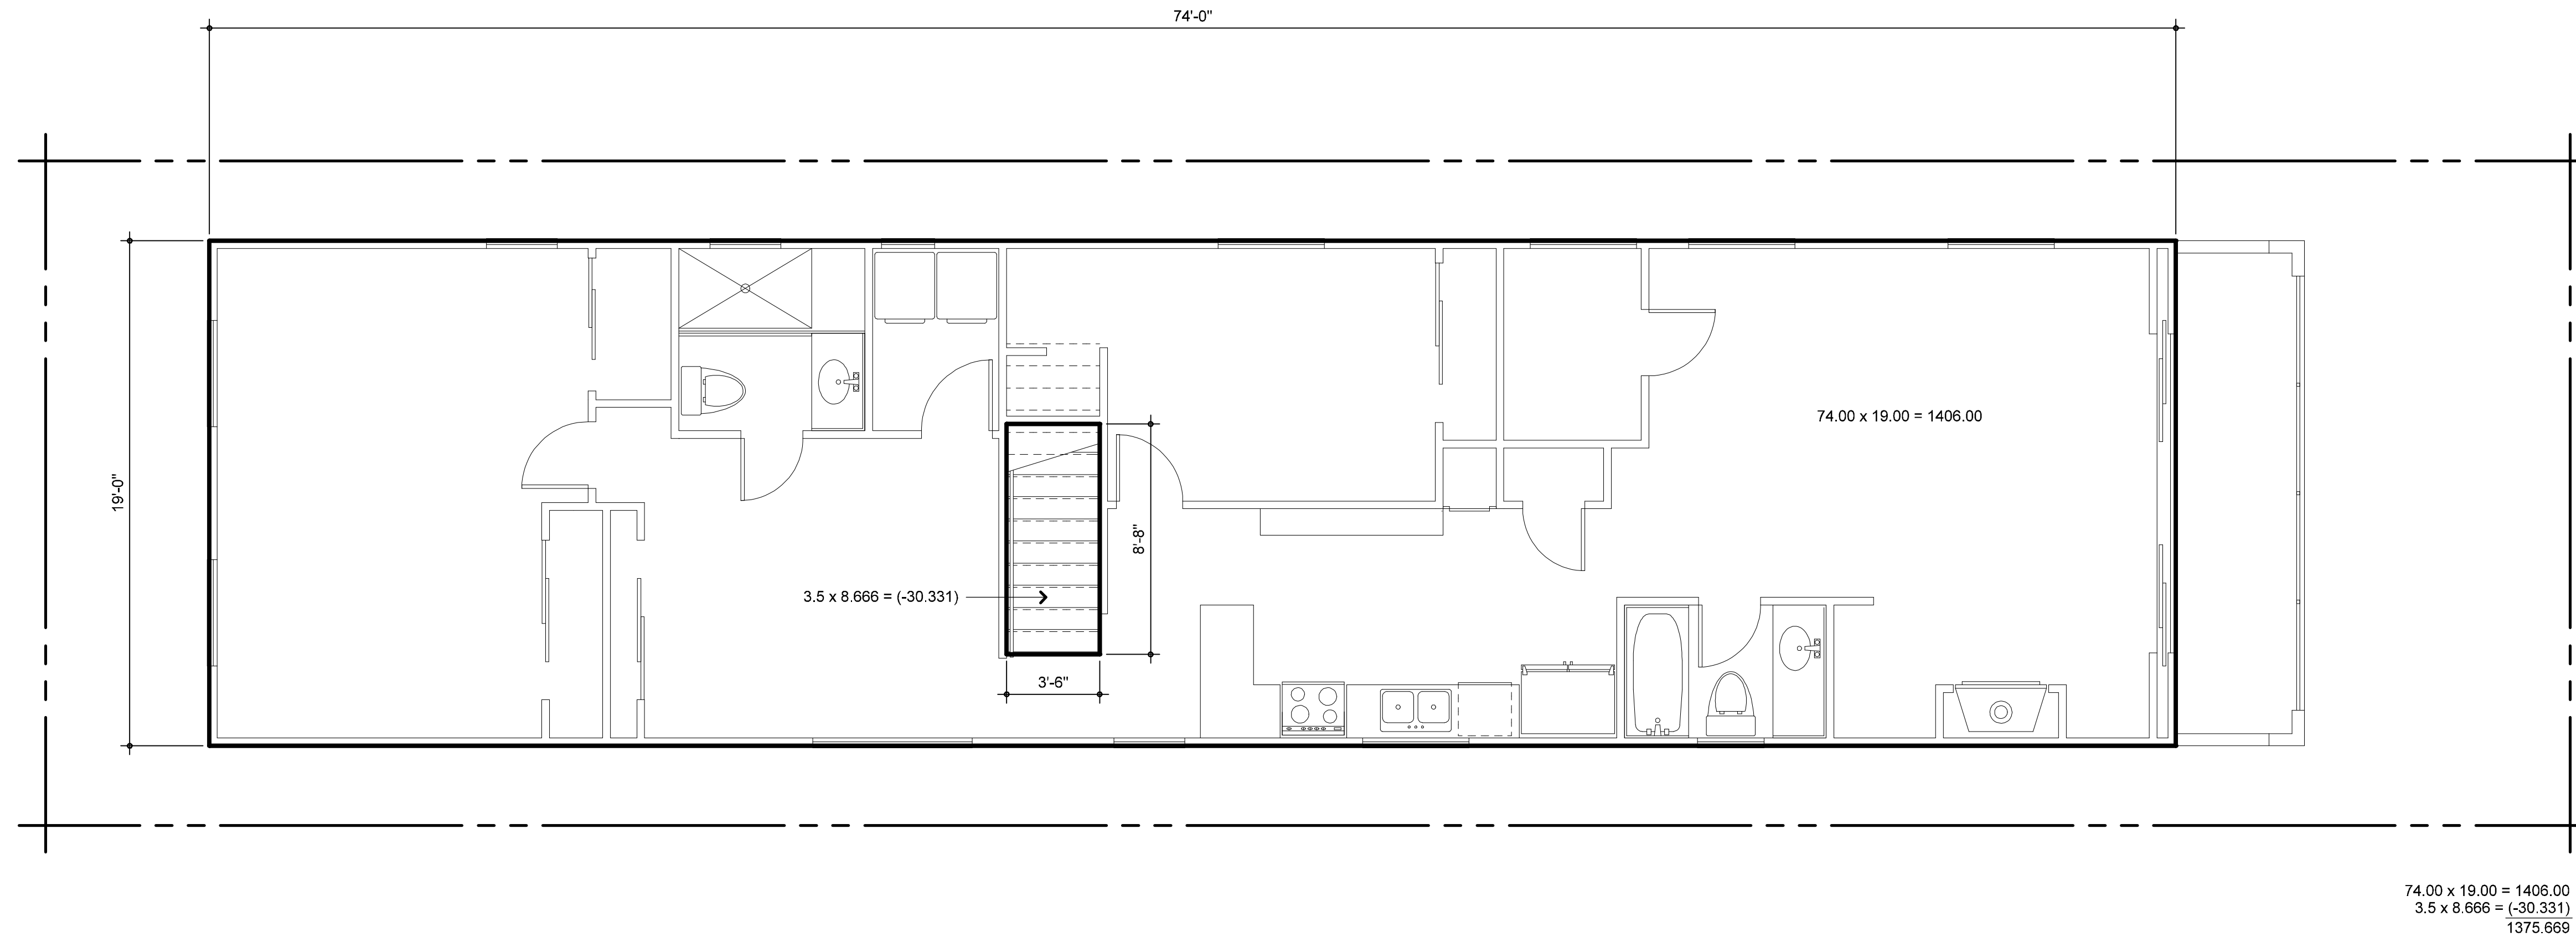 74'-0"
19'-0"
74.00 x 19.00 = 1406.00
8'-8"
3.5 x 8.666 = (-30.331)
3'-6"
74.00 x 19.00 = 1406.00
3.5 x 8.666 = (-30.331)
1375.669